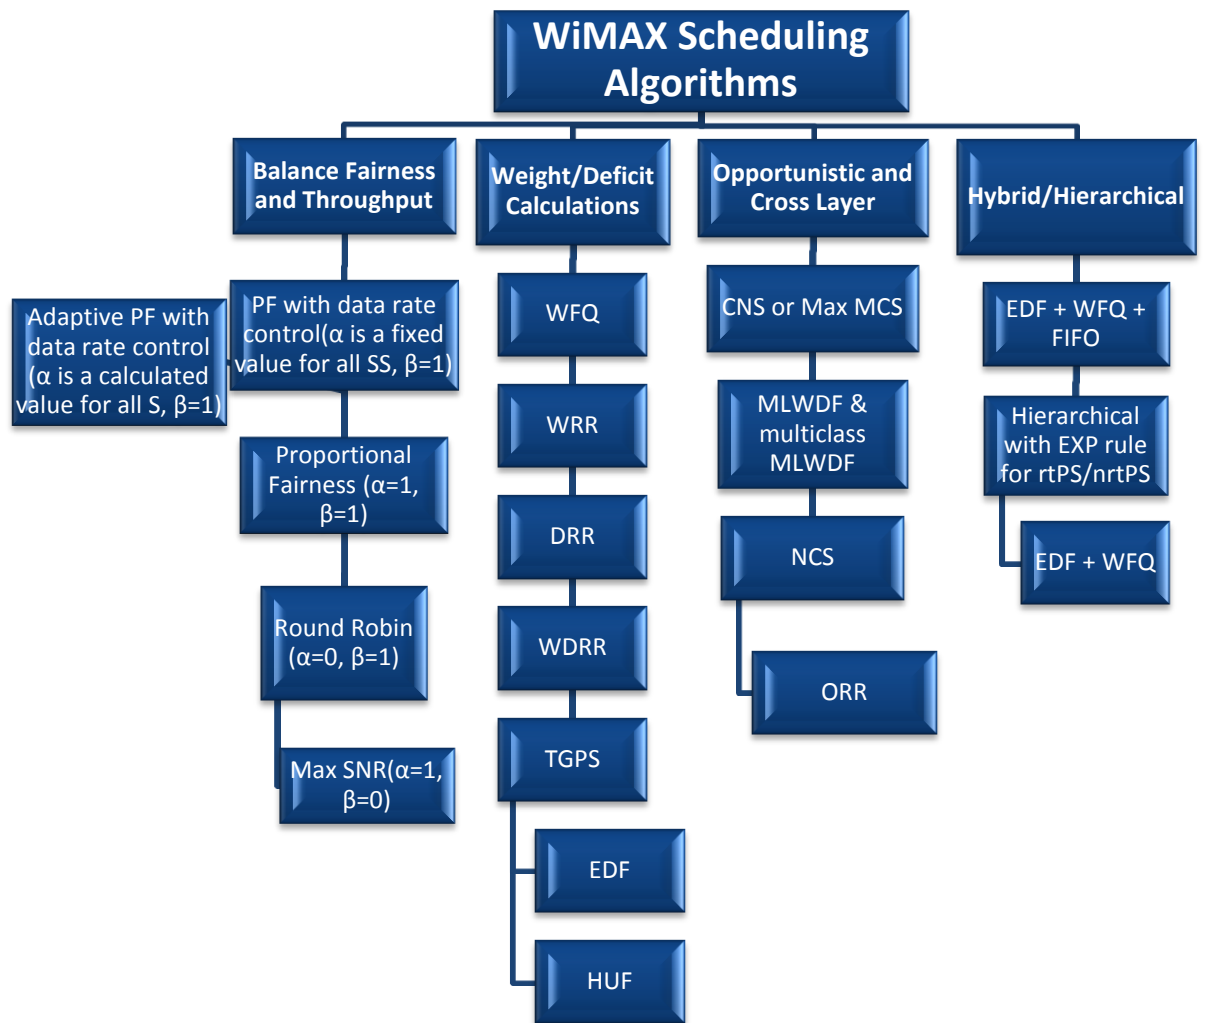 WiMAX Scheduling
Algorithms
Balance Fairness
and Throughput
Weight/Deficit
Calculations
Opportunistic and
Cross Layer
Hybrid/Hierarchical
Adaptive PF with
data rate control
(α is a calculated
value for all S, β=1)
PF with data rate
control(α is a fixed
value for all SS, β=1)
Proportional
Fairness (α=1,
β=1)
Round Robin
(α=0, β=1)
Max SNR(α=1,
β=0)
WFQ
WRR
DRR
WDRR
TGPS
EDF
HUF
CNS or Max MCS
MLWDF &
multiclass
MLWDF
NCS
ORR
EDF + WFQ +
FIFO
Hierarchical
with EXP rule
for rtPS/nrtPS
EDF + WFQ